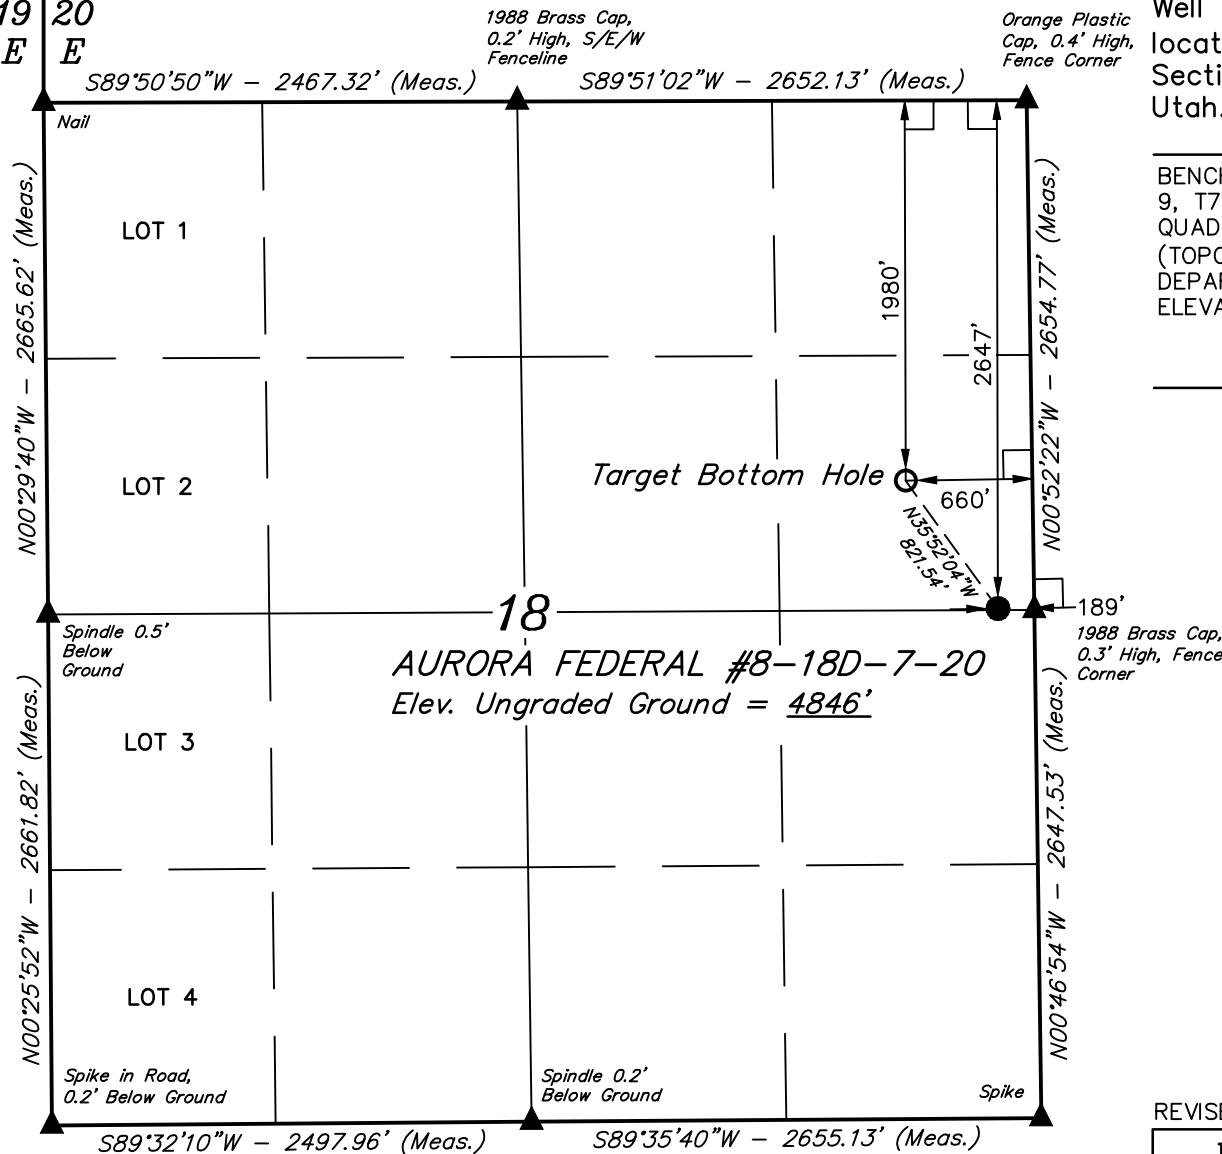 19 20
E E
1988 Brass Cap,
0.2' High, S/E/W
Fenceline
Orange Plastic
Cap, 0.4' High,
Fence Corner
Well
S89°50'50"W - 2467.32' (Meas.)
S89°51'02"W - 2652.13' (Meas.)
Utah.
Nail
BENCH
9, T7
QUAD
LOT 1
N00°29'40"W - 2665.62' (Meas.)
1980'
2647'
N00°52'22"W - 2654.77' (Meas.)
LOT 2
Target Bottom Hole
660'
N35°52'04"W
821.54'
18
189'
Spindle 0.5'
Below
Ground
1988 Brass Cap,
0.3' High, Fence
Corner
AURORA FEDERAL #8-18D-7-20
Elev. Ungraded Ground = 4846'
LOT 3
N00°25'52"W - 2661.82' (Meas.)
N00°46'54"W - 2647.53' (Meas.)
LOT 4
Spike in Road,
0.2' Below Ground
Spindle 0.2'
Below Ground
Spike
S89°32'10"W - 2497.96' (Meas.)
S89°35'40"W - 2655.13' (Meas.)